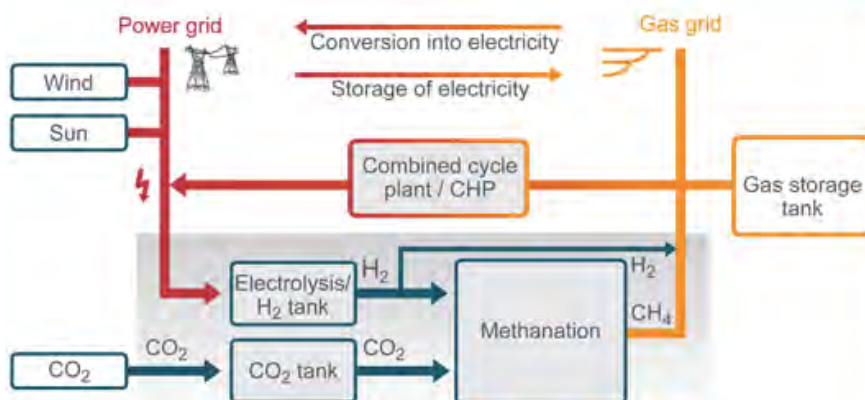 Power grid
Gas grid
Conversion into electricity
Storage of electricity
Wind
Sun
Combined cycle
plant / CHP
Gas storage
tank
Electrolysis/
H₂ tank
H₂
H₂
Methanation
CH₄
CO₂
CO₂
CO₂ tank
CO₂